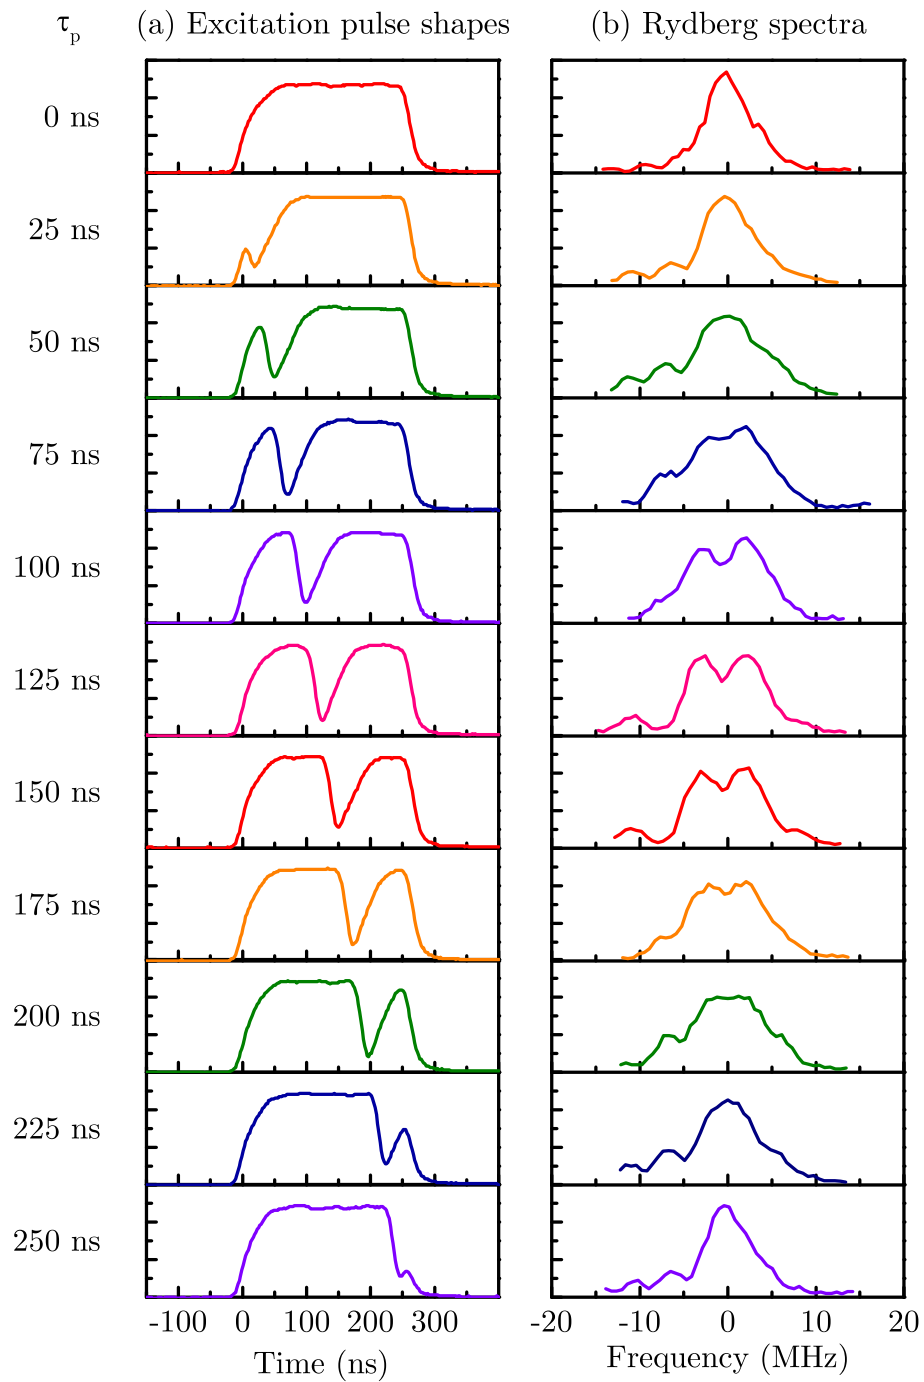 τp (a) Excitation pulse shapes (b) Rydberg spectra
0 ns
25 ns
50 ns
75 ns
100 ns
125 ns
150 ns
175 ns
200 ns
225 ns
250 ns
-100 0 100 200 300 -20 -10 0 10 20
Time (ns) Frequency (MHz)